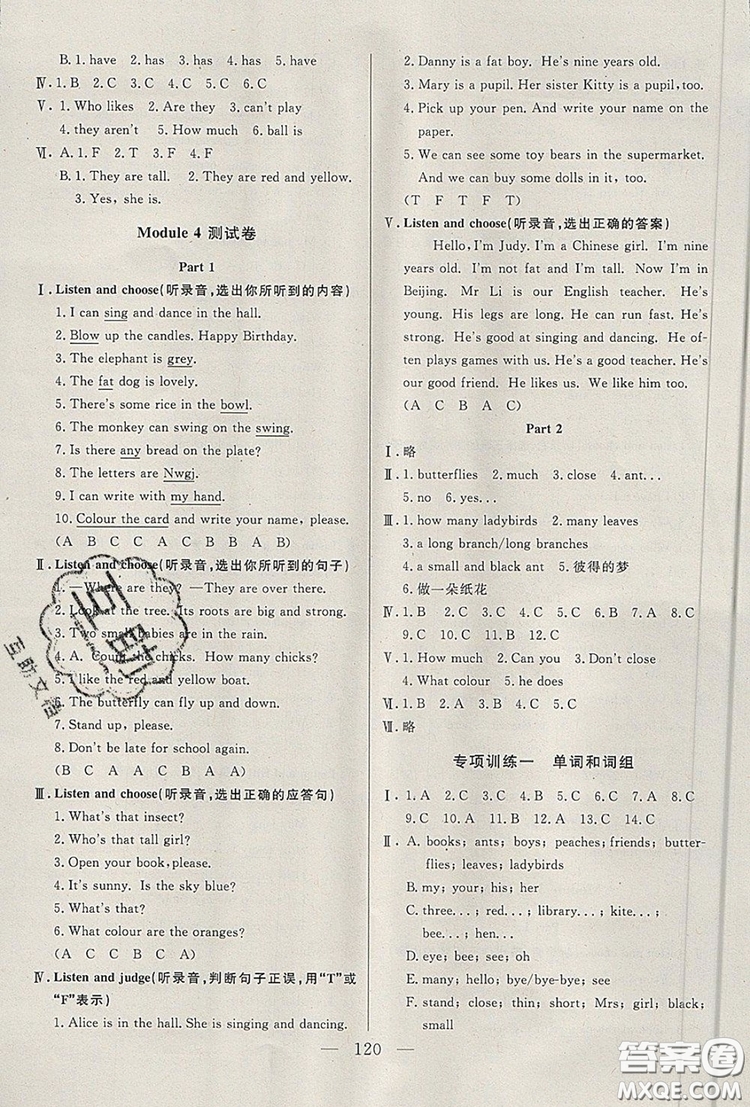 B. 1. have 2. has 3. has 4. has 5. have
Ⅳ. 1. B 2. C 3. C 4. B 5. C
Ⅴ. 1. Who likes 2. Are they 3. can't play
4. they aren't 5. How much 6. ball is
Ⅵ. A. 1. F 2. T 3. F 4. F
B. 1. They are tall. 2. They are red and yellow.
3. Yes, she is.
Module 4 测试卷
Part 1
Ⅰ. Listen and choose(听录音,选出你所听到的内容)
1. I can sing and dance in the hall.
2. Blow up the candles. Happy Birthday.
3. The elephant is grey.
4. The fat dog is lovely.
5. There's some rice in the bowl.
6. The monkey can swing on the swing.
7. Is there any bread on the plate?
8. The letters are Nwgj.
9. I can write with my hand.
10. Colour the card and write your name, please.
(A B C B A C A C B A)
Ⅱ. Listen and choose(听录音,选出你所听到的句子)
1. —Where are they? —They are over there.
2. Look at the tree. Its roots are big and strong.
3. Two small babies are in the room.
4. A. Count the chicks. How many chicks?
5. I like the red and yellow boat.
6. The butterfly can fly up and down.
7. Stand up, please.
8. Don't be late for school again.
(B C A C A B A C)
Ⅲ. Listen and choose(听录音,选出正确的应答句)
1. What's that insect?
2. Who's that tall girl?
3. Open your book, please.
4. It's sunny. Is the sky blue?
5. What's that?
6. What colour are the oranges?
(A C C B A C)
Ⅳ. Listen and judge(听录音,判断句子正误,用"T"或
"F"表示)
1. Alice is in the hall. She is singing and dancing.
2. Danny is a fat boy. He's nine years old.
3. Mary is a pupil. Her sister Kitty is a pupil, too.
4. Pick up your pen. And write your name on the
paper.
5. We can see some toy bears in the supermarket.
And we can buy some dolls in it.
(T F T F T)
Ⅴ. Listen and choose(听录音,选出正确的答案)
Hello, I'm Judy. I'm a Chinese girl. I'm nine
years old. I'm not fat and I'm thin. Now I'm in
Beijing. Mr Li is our English teacher. He's
young. His legs are long. He can run fast. He's
strong. He's good at singing and dancing. He of-
ten plays games with us. He's a good teacher. He's
our good friend. He likes us. We like him, too.
(A C B A C)
Part 2
Ⅰ. 略
Ⅱ. 1. butterflies 2. much 3. close 4. ant...
5. no 6. yes...
Ⅲ. 1. how many ladybirds 2. many leaves
3. a long branch/long branches
4. a small and black ant 5. 彼得的梦
6. 做一朵纸花
Ⅳ. 1. B 2. C 3. C 4. B 5. C 6. B 7. A 8. C
9. C 10. B
Ⅴ. 1. How much 2. Can you 3. Don't close
4. What colour 5. he does
Ⅵ. 1. B 2. A 3. A 4. B 5. C
Ⅶ. 略
专项训练一 单词和词组
Ⅰ. 1. A 2. C 3. C 4. B 5. B 6. C 7. A 8. C
9. C 10. A 11. C 12. A 13. C 14. C
Ⅱ. A. books; ants; boys; peaches; friends; butter-
flies; leaves; ladybirds
B. my; your; his; her
C. three...; red...; library...; kite...;
ten...
D. eye; see; bee; are
E. many; hello; bye/bye-bye; see
F. stand; close; short; Mrs; girl; black;
small
120
互助
互助文档
答案圈
MXQE.COM